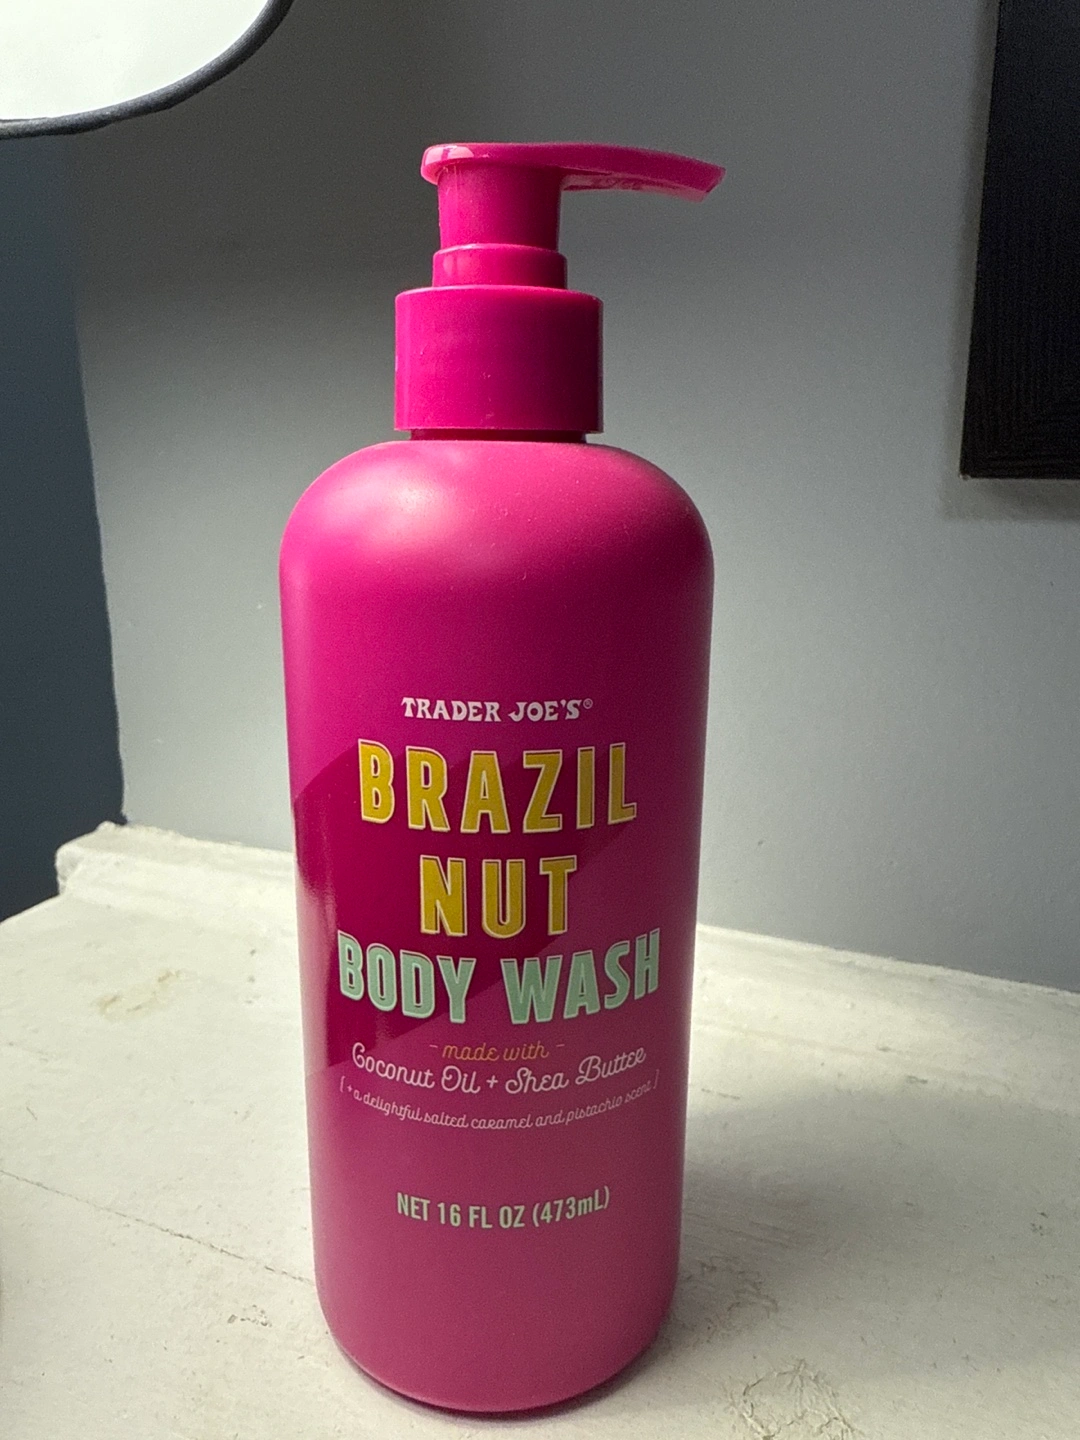 TRADER JOE'S®
BRAZIL
NUT
BODY WASH
- made with -
Coconut Oil + Shea Butter
[+ a delightful salted caramel and pistachio scent]
NET 16 FL OZ (473mL)